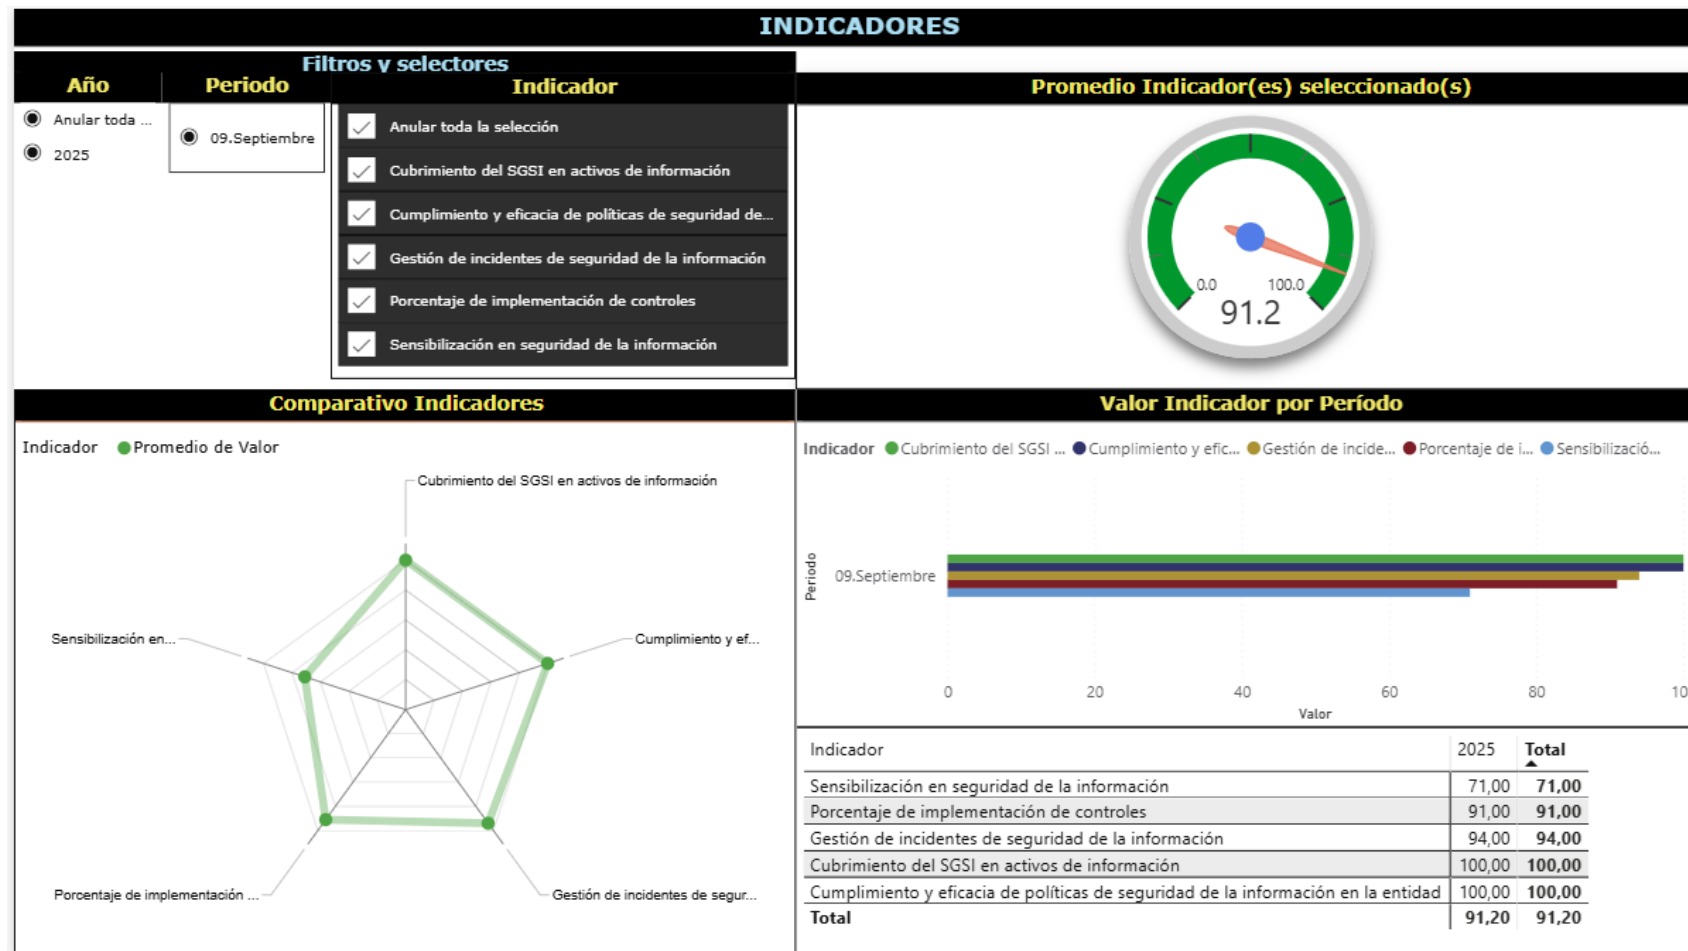 INDICADORES
Filtros y selectores
Año
Periodo
Indicador
Anular toda ...
2025
09.Septiembre
Anular toda la selección
Cubrimiento del SGSI en activos de información
Cumplimiento y eficacia de políticas de seguridad de...
Gestión de incidentes de seguridad de la información
Porcentaje de implementación de controles
Sensibilización en seguridad de la información
Promedio Indicador(es) seleccionado(s)
0.0
100.0
91.2
Comparativo Indicadores
Indicador Promedio de Valor
Cubrimiento del SGSI en activos de información
Sensibilización en...
Cumplimiento y ef...
Porcentaje de implementación ...
Gestión de incidentes de segur...
Valor Indicador por Período
Indicador Cubrimiento del SGSI ... Cumplimiento y efic... Gestión de incide... Porcentaje de i... Sensibilizació...
Periodo
09.Septiembre
0 20 40 60 80 10
Valor
Indicador 2025 Total
Sensibilización en seguridad de la información 71,00 71,00
Porcentaje de implementación de controles 91,00 91,00
Gestión de incidentes de seguridad de la información 94,00 94,00
Cubrimiento del SGSI en activos de información 100,00 100,00
Cumplimiento y eficacia de políticas de seguridad de la información en la entidad 100,00 100,00
Total 91,20 91,20